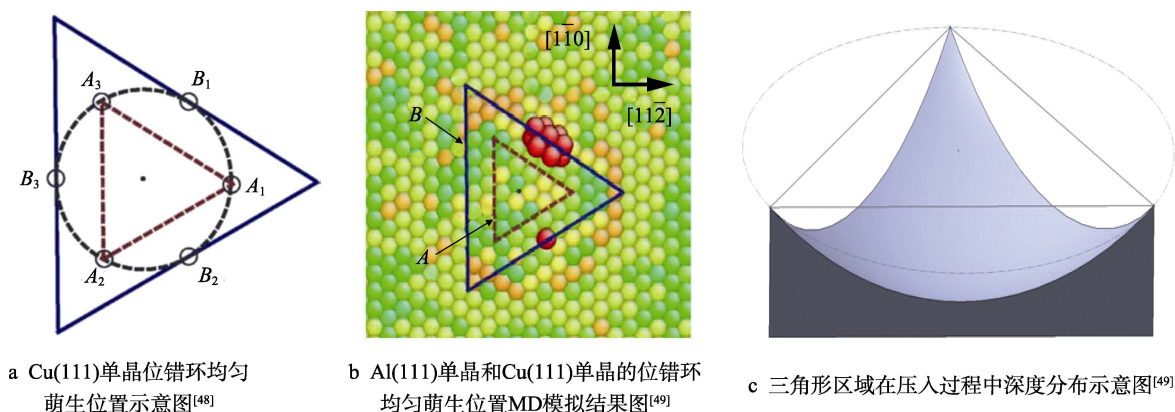 A₃
B₁
B₃
A₁
A₂
B₂
[11̄0]
[112̄]
B
A
a Cu(111)单晶位错环均匀
萌生位置示意图[48]
b Al(111)单晶和Cu(111)单晶的位错环
均匀萌生位置MD模拟结果图[49]
c 三角形区域在压入过程中深度分布示意图[49]